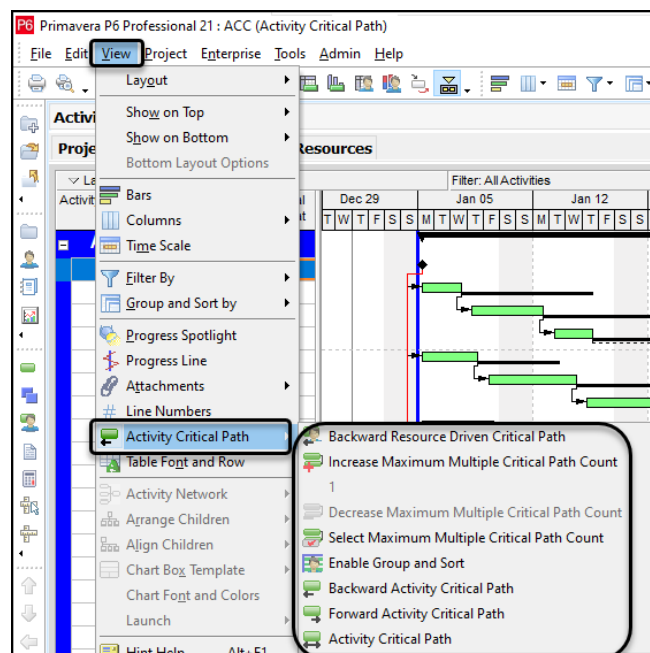 P6 Primavera P6 Professional 21 : ACC (Activity Critical Path)
File Edit View Project Enterprise Tools Admin Help
Layout
Show on Top
Show on Bottom
Bottom Layout Options
Bars
Columns
Time Scale
Filter By
Group and Sort by
Progress Spotlight
Progress Line
Attachments
# Line Numbers
Activity Critical Path
Table Font and Row
Activity Network
Arrange Children
Align Children
Chart Box Template
Chart Font and Colors
Launch
Hint Help Alt+F1
Filter: All Activities
Dec 29 Jan 05 Jan 12
T W T F S S M T W T F S S M T W T F S S
Backward Resource Driven Critical Path
Increase Maximum Multiple Critical Path Count
1
Decrease Maximum Multiple Critical Path Count
Select Maximum Multiple Critical Path Count
Enable Group and Sort
Backward Activity Critical Path
Forward Activity Critical Path
Activity Critical Path